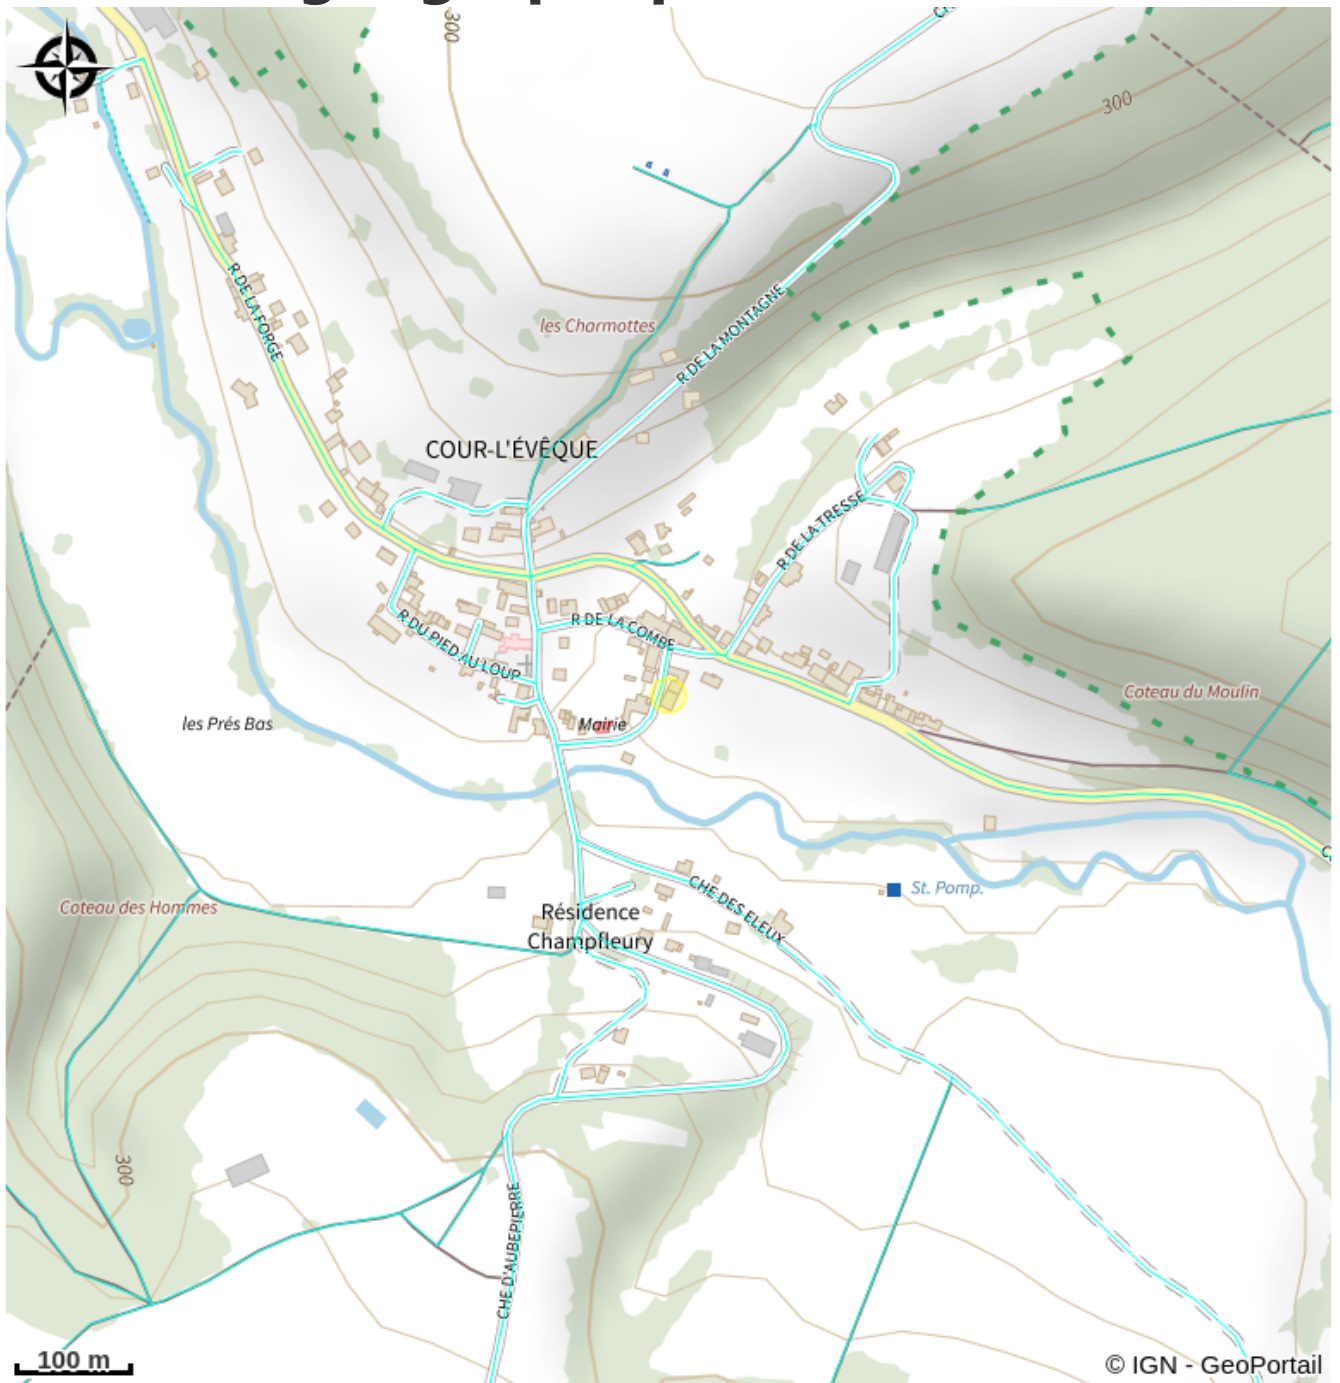 300
300
les Charmottes
R DE LA FORGE
R DE LA MONTAGNE
COUR-L'ÉVÊQUE
R DE LA TRESSE
R DE LA COMBE
R DU PIED AU LOUP
Coteau du Moulin
les Prés Bas
Mairie
St. Pomp.
CHE DES ELEUX
Coteau des Hommes
Résidence
Champfleury
300
CHE D'AUBEPIERRE
100 m
© IGN - GeoPortail